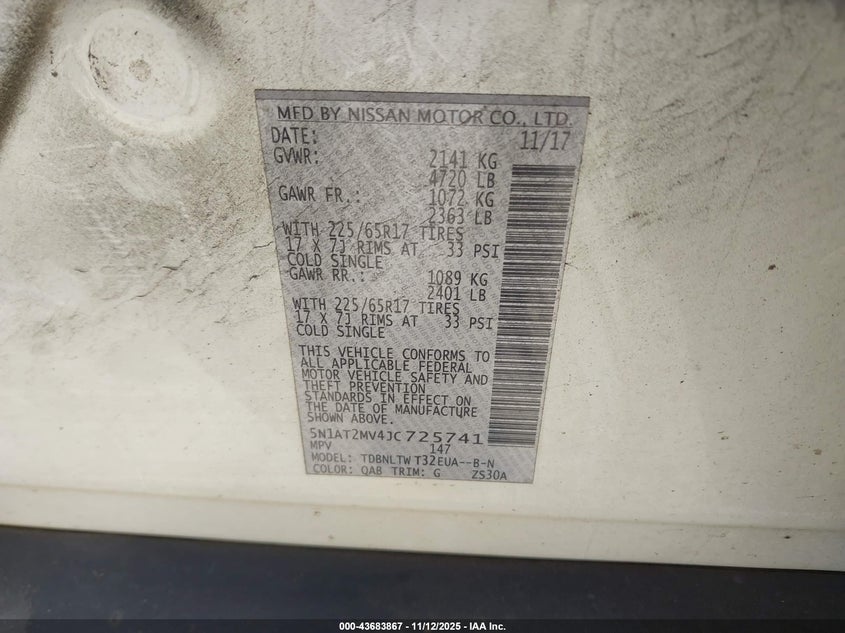 MFD BY NISSAN MOTOR CO., LTD.
DATE: 11/17
GVWR: 2141 KG
4720 LB
GAWR FR.: 1072 KG
2363 LB
WITH 225/65R17 TIRES
17 X 7J RIMS AT 33 PSI
COLD SINGLE
GAWR RR.: 1089 KG
2401 LB
WITH 225/65R17 TIRES
17 X 7J RIMS AT 33 PSI
COLD SINGLE
THIS VEHICLE CONFORMS TO
ALL APPLICABLE FEDERAL
MOTOR VEHICLE SAFETY AND
THEFT PREVENTION
STANDARDS IN EFFECT ON
THE DATE OF MANUFACTURE
SHOWN ABOVE.
5N1AT2MV4JC725741
MPV 147
MODEL: TDBNLTW T32EUA--B-N
COLOR: QAB TRIM: G ZS30A
000-43683867 - 11/12/2025 - IAA Inc.